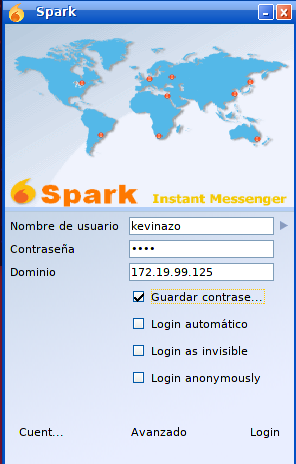 Spark
Spark Instant Messenger
Nombre de usuario kevinazo
Contraseña ••••
Dominio 172.19.99.125
Guardar contrase...
Login automático
Login as invisible
Login anonymously
Cuent... Avanzado Login